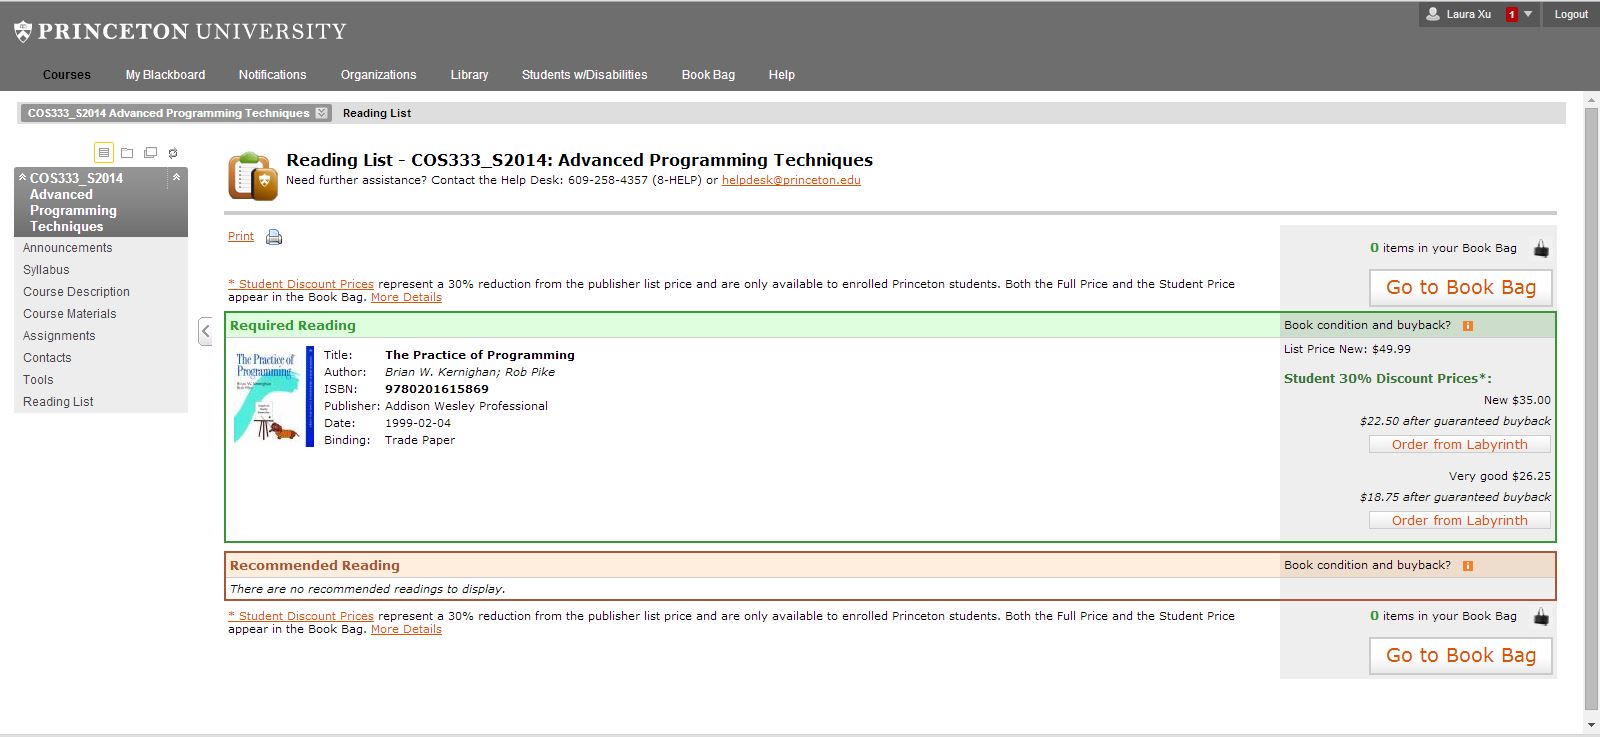 Laura Xu 1 Logout
PRINCETON UNIVERSITY
Courses My Blackboard Notifications Organizations Library Students w/Disabilities Book Bag Help
COS333_S2014 Advanced Programming Techniques Reading List
COS333_S2014
Advanced
Programming
Techniques
Announcements
Syllabus
Course Description
Course Materials
Assignments
Contacts
Tools
Reading List
Reading List - COS333_S2014: Advanced Programming Techniques
Need further assistance? Contact the Help Desk: 609-258-4357 (8-HELP) or helpdesk@princeton.edu
Print
0 items in your Book Bag
Go to Book Bag
* Student Discount Prices represent a 30% reduction from the publisher list price and are only available to enrolled Princeton students. Both the Full Price and the Student Price
appear in the Book Bag. More Details
Required Reading
Book condition and buyback?
The Practice of
Programming
Brian W. Kernighan
Rob Pike
Title: The Practice of Programming
Author: Brian W. Kernighan; Rob Pike
ISBN: 9780201615869
Publisher: Addison Wesley Professional
Date: 1999-02-04
Binding: Trade Paper
List Price New: $49.99
Student 30% Discount Prices*:
New $35.00
$22.50 after guaranteed buyback
Order from Labyrinth
Very good $26.25
$18.75 after guaranteed buyback
Order from Labyrinth
Recommended Reading
Book condition and buyback?
There are no recommended readings to display.
* Student Discount Prices represent a 30% reduction from the publisher list price and are only available to enrolled Princeton students. Both the Full Price and the Student Price
appear in the Book Bag. More Details
0 items in your Book Bag
Go to Book Bag